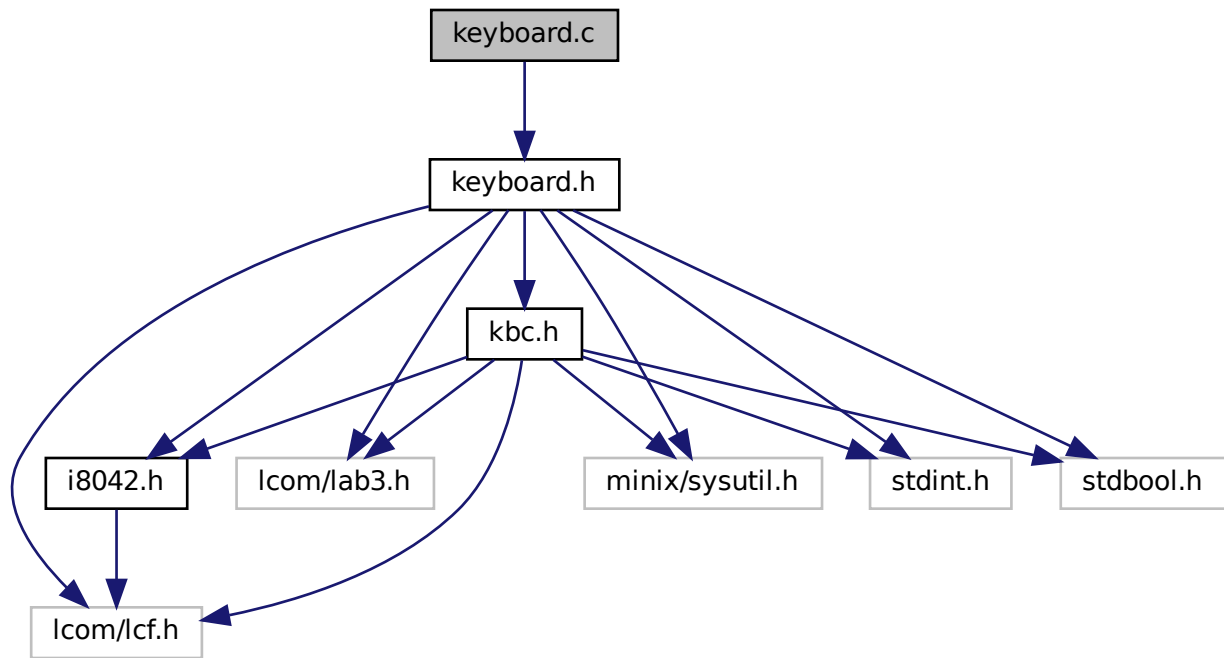 keyboard.c
keyboard.h
kbc.h
i8042.h
lcom/lab3.h
minix/sysutil.h
stdint.h
stdbool.h
lcom/lcf.h